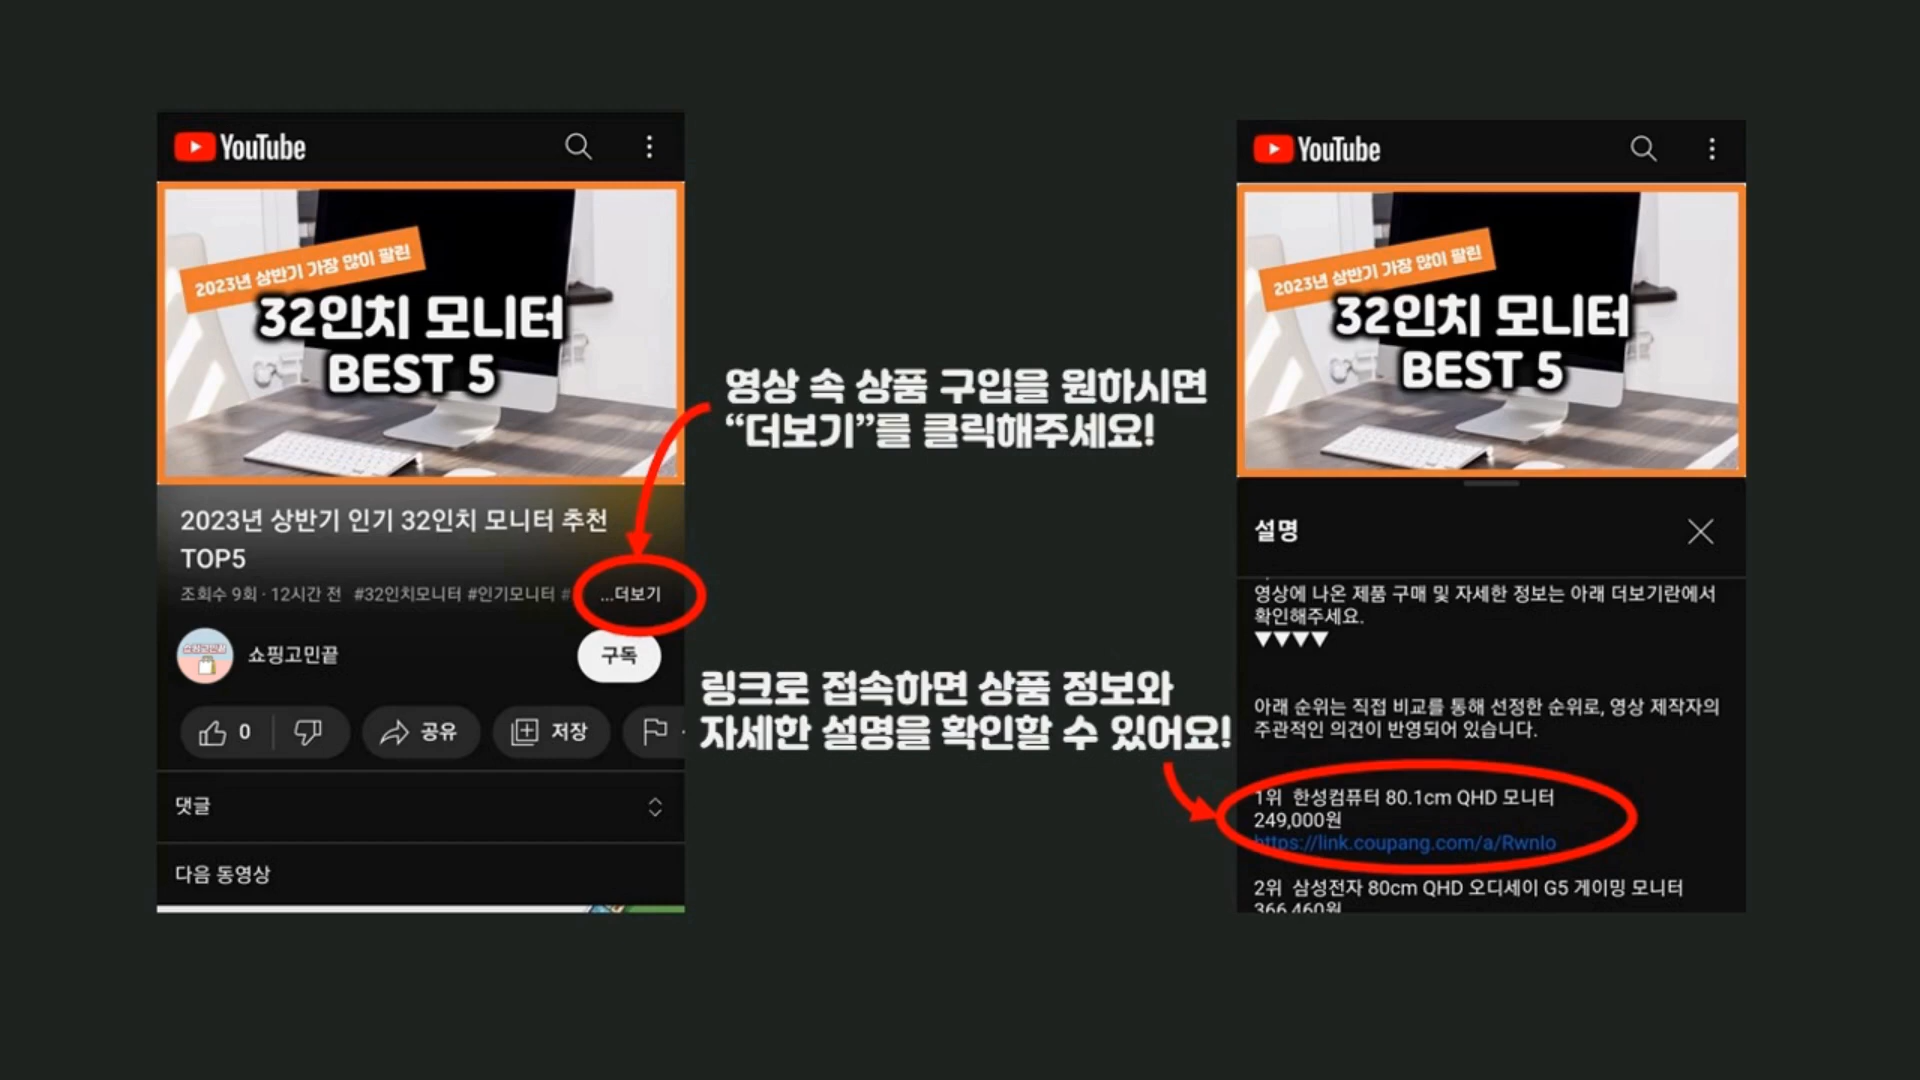 YouTube
2023년 상반기 가장 많이 팔린
32인치 모니터
BEST 5
2023년 상반기 인기 32인치 모니터 추천
TOP5
조회수 9회 · 12시간 전 #32인치모니터 #인기모니터 # ...더보기
쇼핑고민끝
쇼핑고민끝
구독
0
공유
저장
댓글
다음 동영상
영상 속 상품 구입을 원하시면
“더보기”를 클릭해주세요!
링크로 접속하면 상품 정보와
자세한 설명을 확인할 수 있어요!
YouTube
2023년 상반기 가장 많이 팔린
32인치 모니터
BEST 5
설명
영상에 나온 제품 구매 및 자세한 정보는 아래 더보기란에서
확인해주세요.
▼▼▼▼
아래 순위는 직접 비교를 통해 선정한 순위로, 영상 제작자의
주관적인 의견이 반영되어 있습니다.
1위 한성컴퓨터 80.1cm QHD 모니터
249,000원
https://link.coupang.com/a/Rwnlo
2위 삼성전자 80cm QHD 오디세이 G5 게이밍 모니터
366,460원